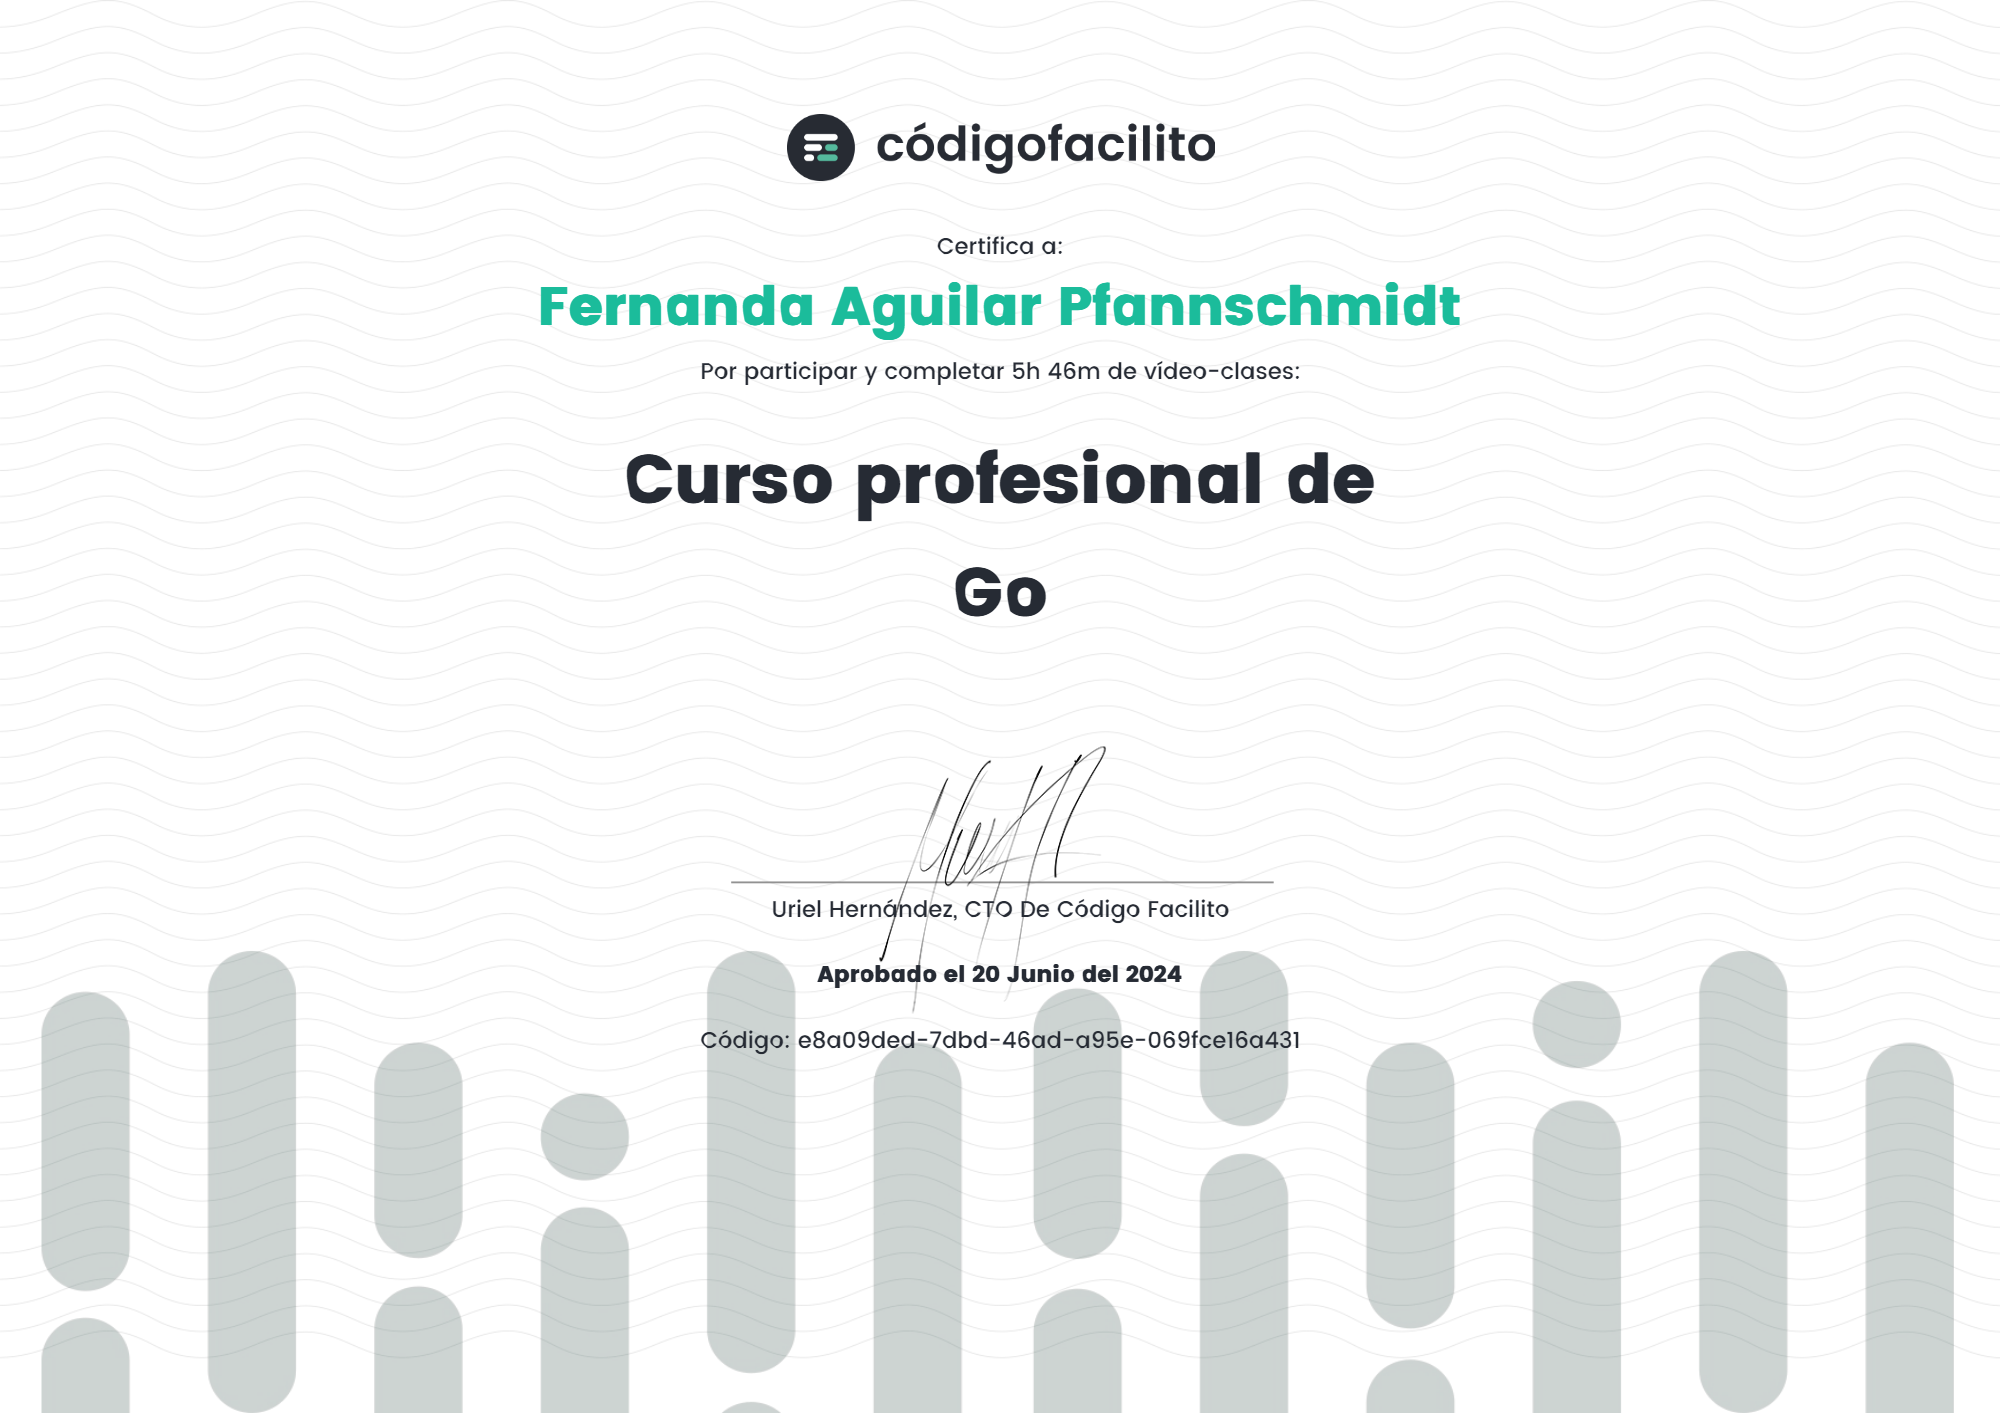 códigofacilito
Certifica a:
Fernanda Aguilar Pfannschmidt
Por participar y completar 5h 46m de vídeo-clases:
Curso profesional de
Go
Uriel Hernández, CTO De Código Facilito
Aprobado el 20 Junio del 2024
Código: e8a09ded-7dbd-46ad-a95e-069fce16a431